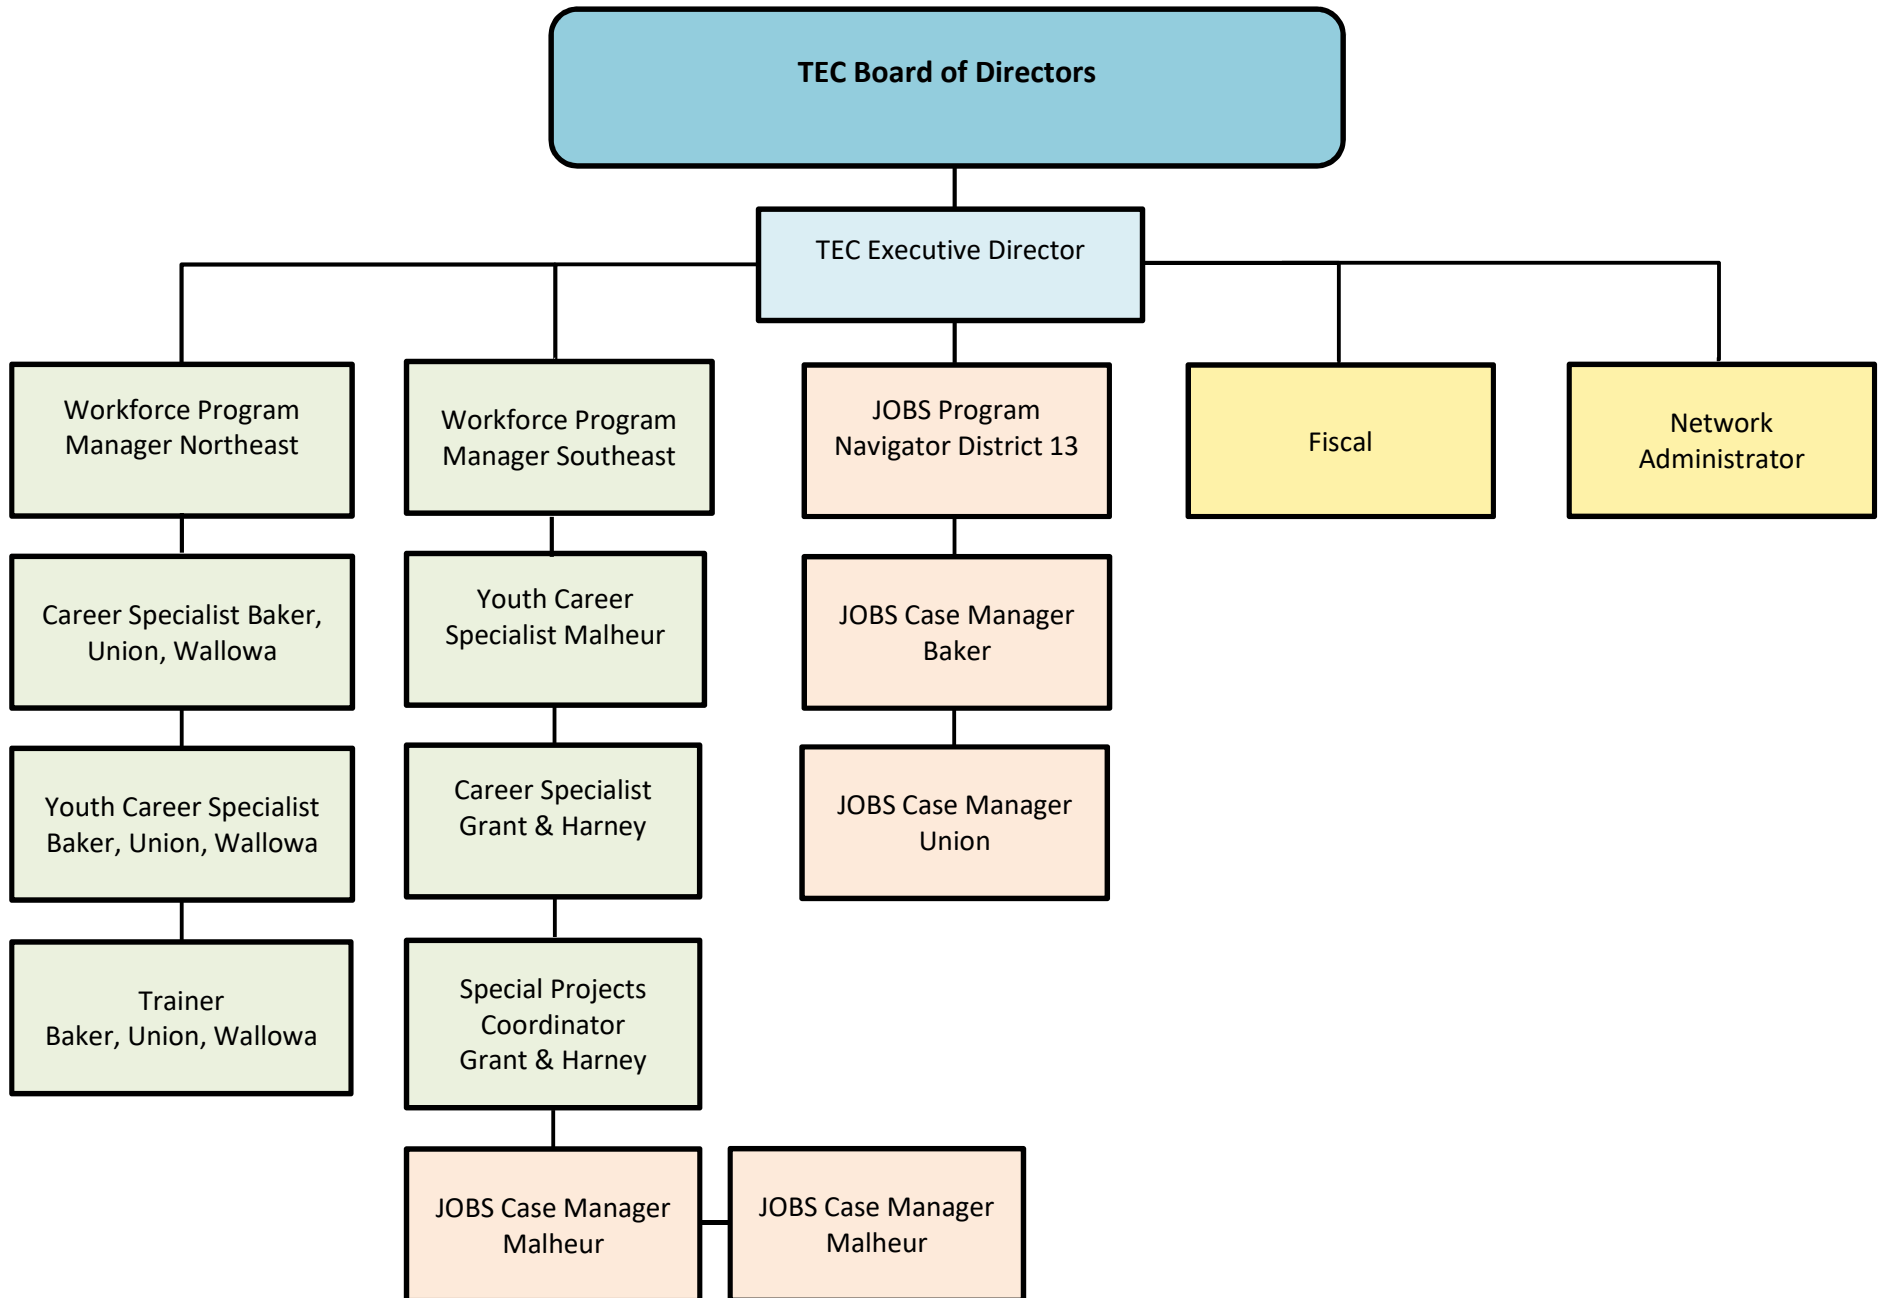 TEC Board of Directors
TEC Executive Director
Workforce Program
Manager Northeast
Workforce Program
Manager Southeast
JOBS Program
Navigator District 13
Fiscal
Network
Administrator
Career Specialist Baker,
Union, Wallowa
Youth Career
Specialist Malheur
JOBS Case Manager
Baker
Youth Career Specialist
Baker, Union, Wallowa
Career Specialist
Grant & Harney
JOBS Case Manager
Union
Trainer
Baker, Union, Wallowa
Special Projects
Coordinator
Grant & Harney
JOBS Case Manager
Malheur
JOBS Case Manager
Malheur